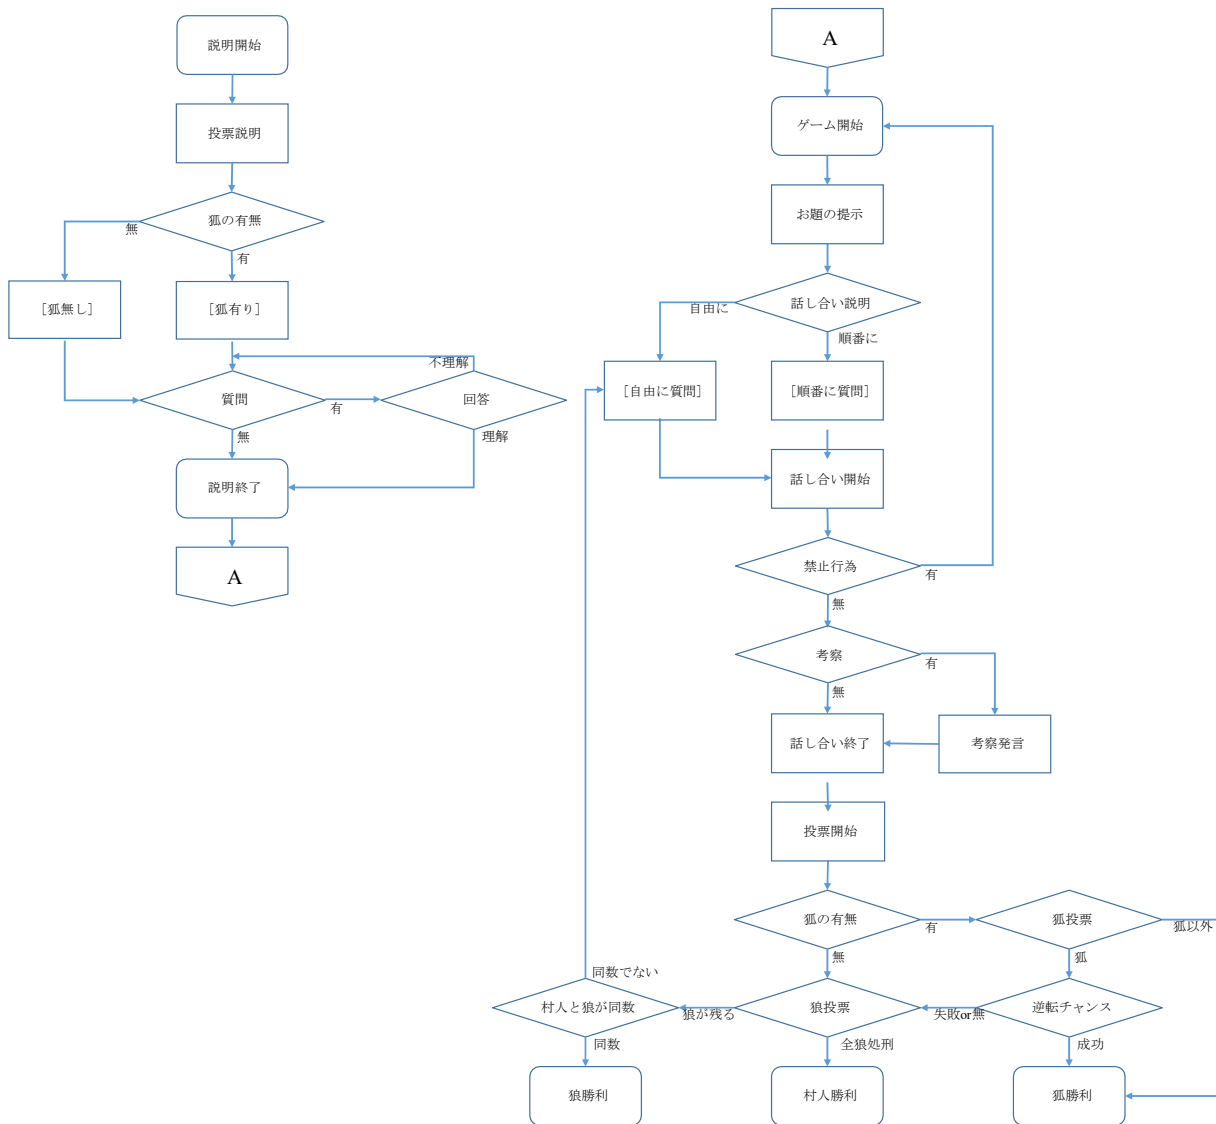 説明開始
投票説明
狐の有無
無
有
［狐無し］
［狐有り］
不理解
質問
有
回答
無
理解
説明終了
A
A
ゲーム開始
お題の提示
話し合い説明
自由に
順番に
［自由に質問］
［順番に質問］
話し合い開始
禁止行為
有
無
考察
有
無
話し合い終了
考察発言
投票開始
狐の有無
有
狐投票
狐以外
無
狐
同数でない
村人と狼が同数
狼が残る
狼投票
失敗or無
逆転チャンス
同数
全狼処刑
成功
狼勝利
村人勝利
狐勝利